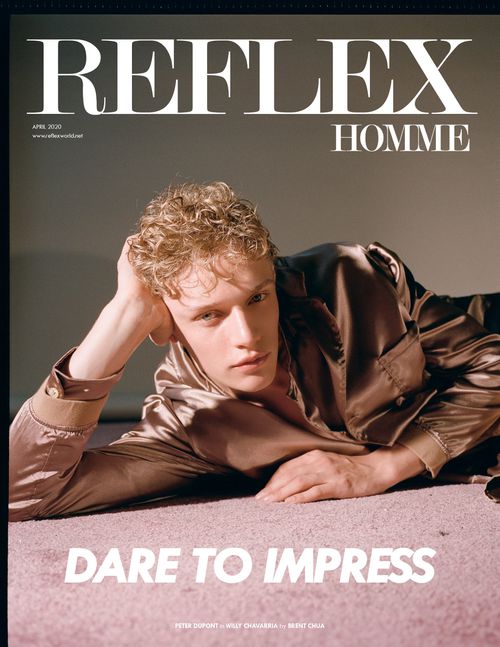 REFLEX
HOMME
APRIL 2020
www.reflexworld.net
DARE TO IMPRESS
PETER DUPONT in WILLY CHAVARRIA by BRENT CHUA